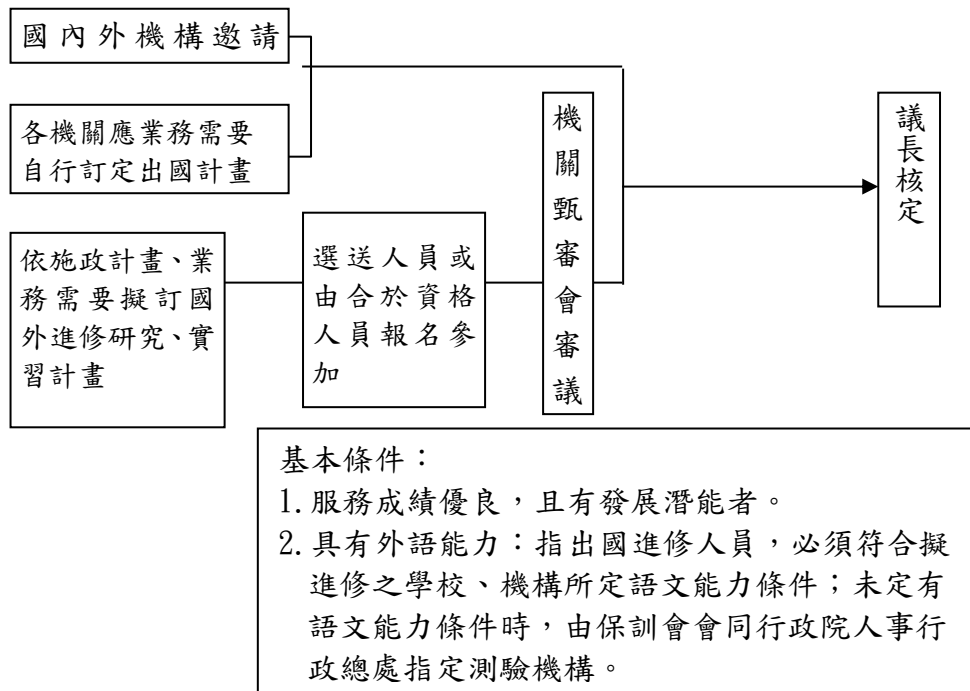 國內外機構邀請
各機關應業務需要
自行訂定出國計畫
依施政計畫、業
務需要擬訂國
外進修研究、實
習計畫
選送人員或
由合於資格
人員報名參
加
機關甄審會審議
議長核定
基本條件：
1.服務成績優良，且有發展潛能者。
2.具有外語能力：指出國進修人員，必須符合擬
進修之學校、機構所定語文能力條件；未定有
語文能力條件時，由保訓會會同行政院人事行
政總處指定測驗機構。